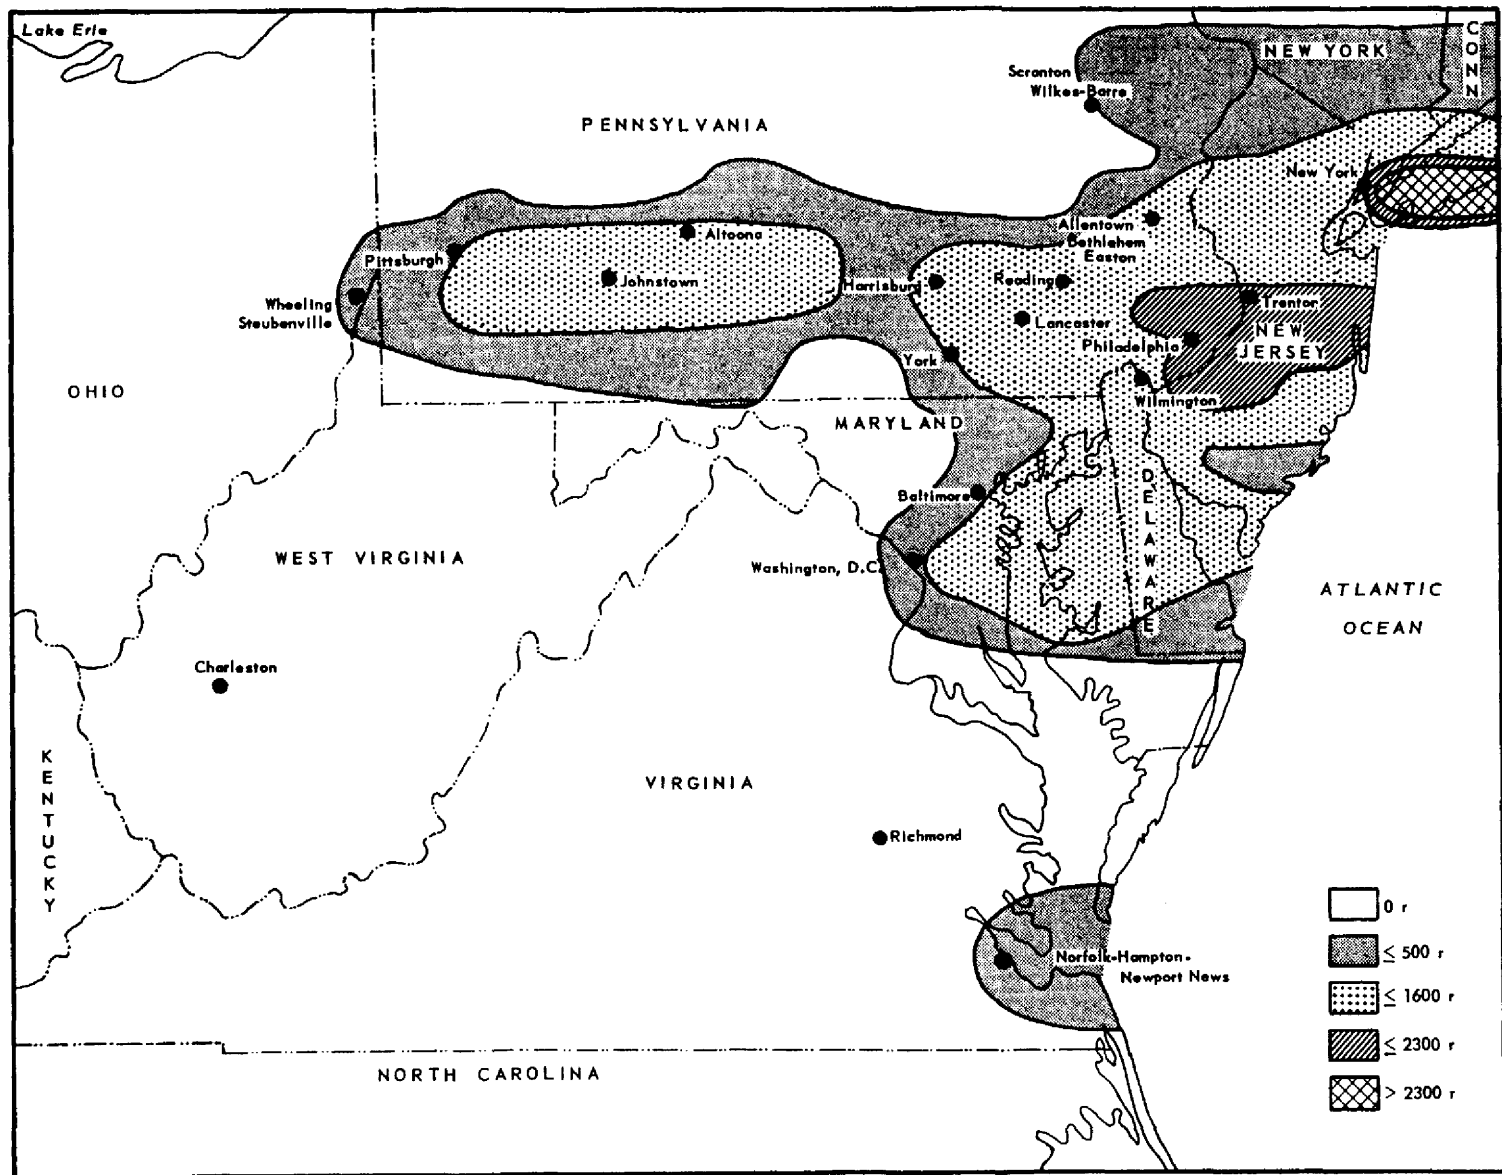 Lake Erie
NEW YORK
CONN
Scranton
Wilkes-Barre
PENNSYLVANIA
New York
Allentown
Bethlehem
Easton
Altoona
Pittsburgh
Johnstown
Harrisburg
Reading
Wheeling
Steubenville
Trenton
Lancaster
NEW
JERSEY
Philadelphia
York
OHIO
Wilmington
MARYLAND
Baltimore
DELAWARE
WEST VIRGINIA
Washington, D.C.
ATLANTIC
OCEAN
Charleston
KENTUCKY
VIRGINIA
Richmond
Norfolk-Hampton-
Newport News
NORTH CAROLINA
0 r
≤ 500 r
≤ 1600 r
≤ 2300 r
> 2300 r